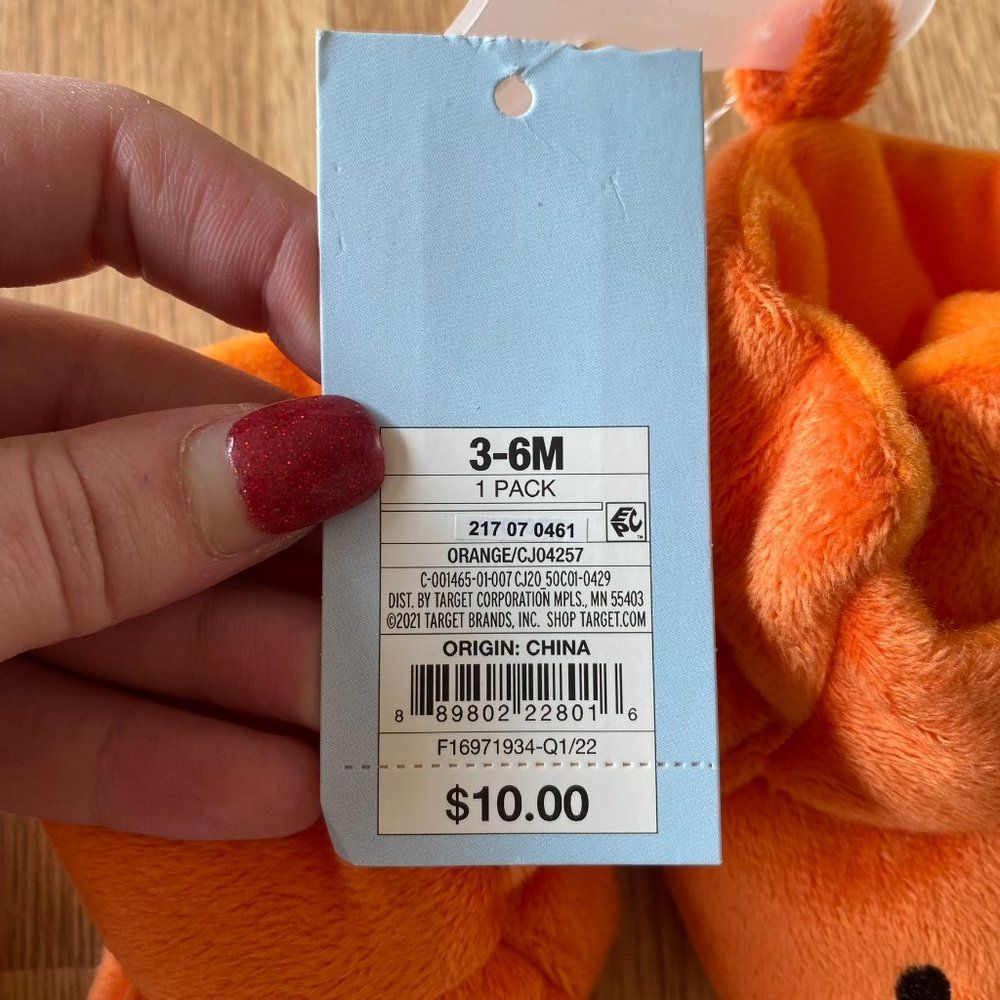 3-6M
1 PACK
217 07 0461
EPC™
ORANGE/CJ04257
C-001465-01-007 CJ20_50C01-0429
DIST. BY TARGET CORPORATION MPLS., MN 55403
©2021 TARGET BRANDS, INC. SHOP TARGET.COM
ORIGIN: CHINA
8 89802 22801 6
F16971934-Q1/22
$10.00